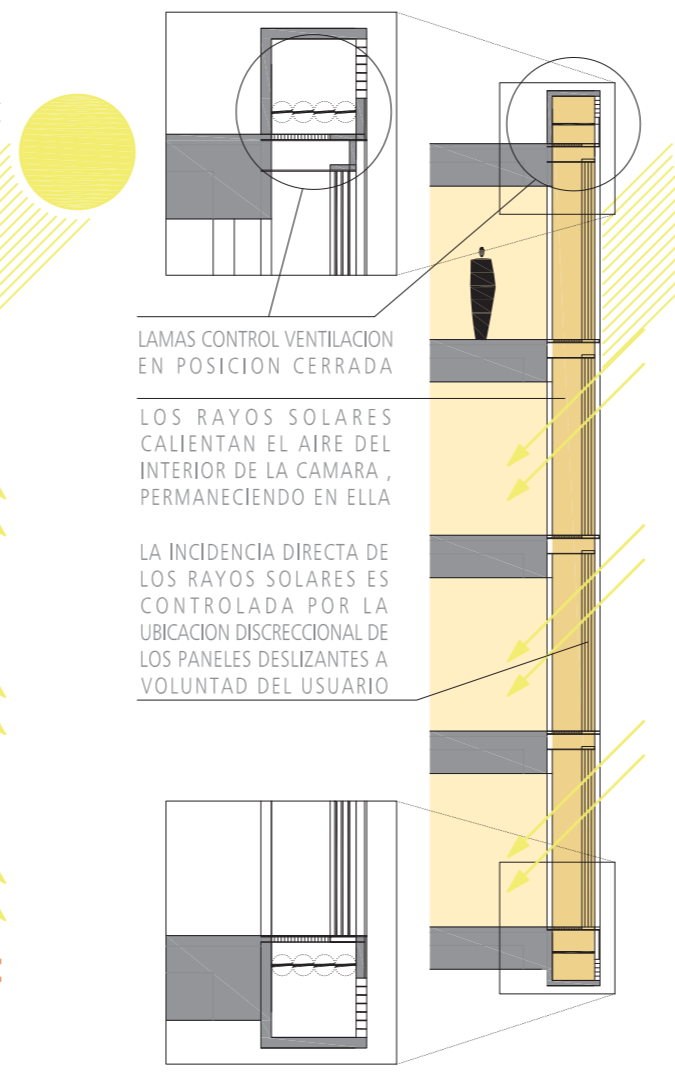 LAMAS CONTROL VENTILACION
EN POSICION CERRADA
LOS RAYOS SOLARES
CALIENTAN EL AIRE DEL
INTERIOR DE LA CAMARA ,
PERMANECIENDO EN ELLA
LA INCIDENCIA DIRECTA DE
LOS RAYOS SOLARES ES
CONTROLADA POR LA
UBICACION DISCRECCIONAL DE
LOS PANELES DESLIZANTES A
VOLUNTAD DEL USUARIO